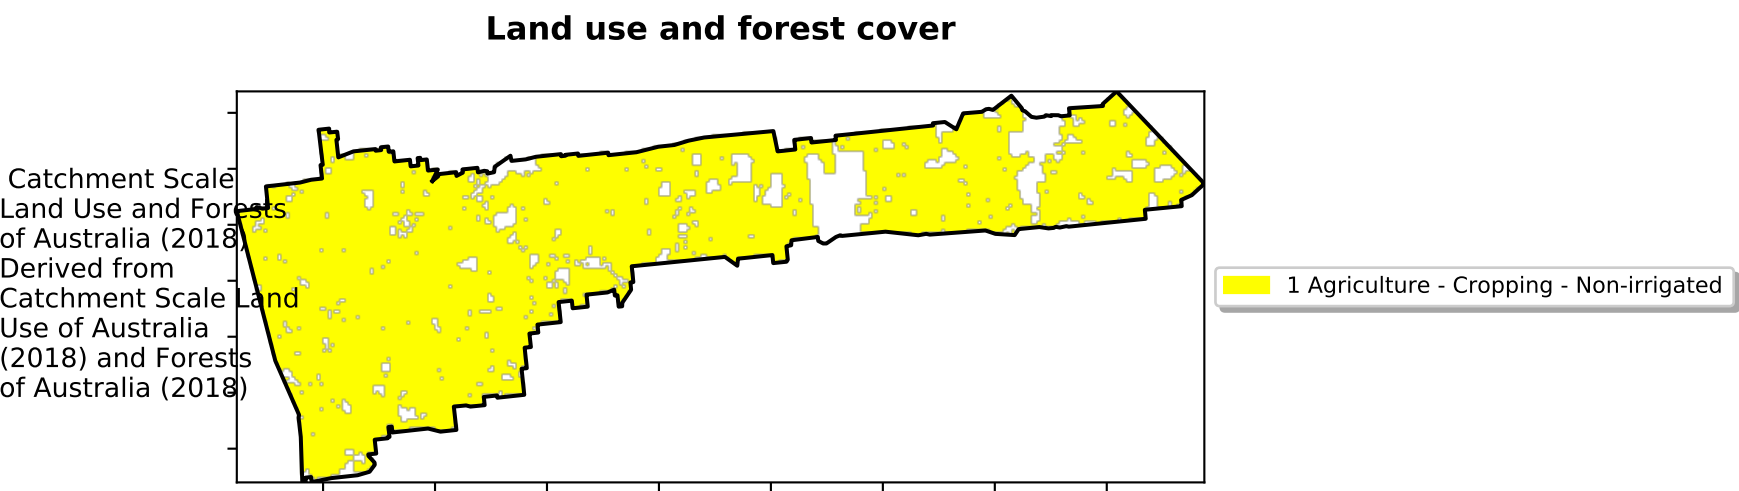 Land use and forest cover
Catchment Scale
Land Use and Forests
of Australia (2018)
Derived from
Catchment Scale Land
Use of Australia
(2018) and Forests
of Australia (2018)
1 Agriculture - Cropping - Non-irrigated